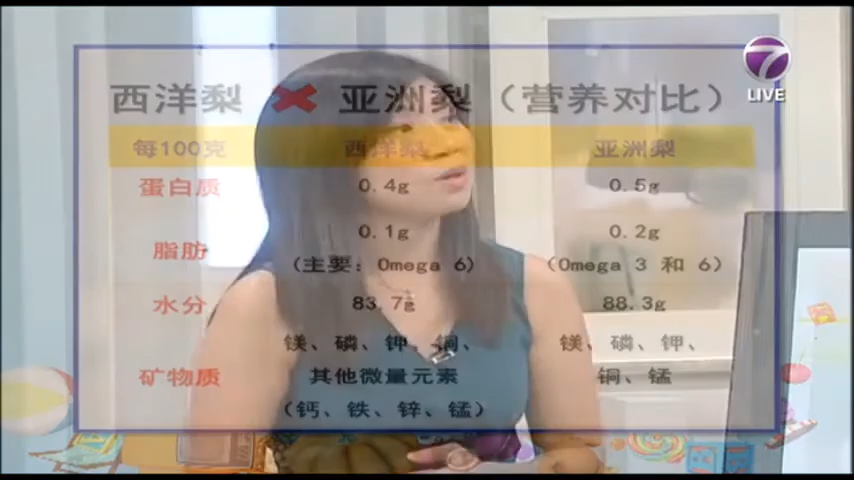 7
LIVE
西洋梨 ✖ 亚洲梨（营养对比）
每100克 西洋梨 亚洲梨
蛋白质 0.4g 0.5g
脂肪 0.1g 0.2g
（主要：Omega 6） （Omega 3 和 6）
水分 83.7g 88.3g
矿物质 镁、磷、钾、铜、 镁、磷、钾、
其他微量元素 铜、锰
（钙、铁、锌、锰）